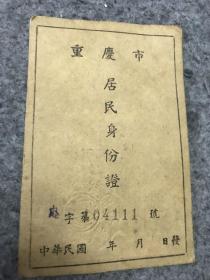 重慶市
居民身份證
字第04111號
中華民國 年 月 日發